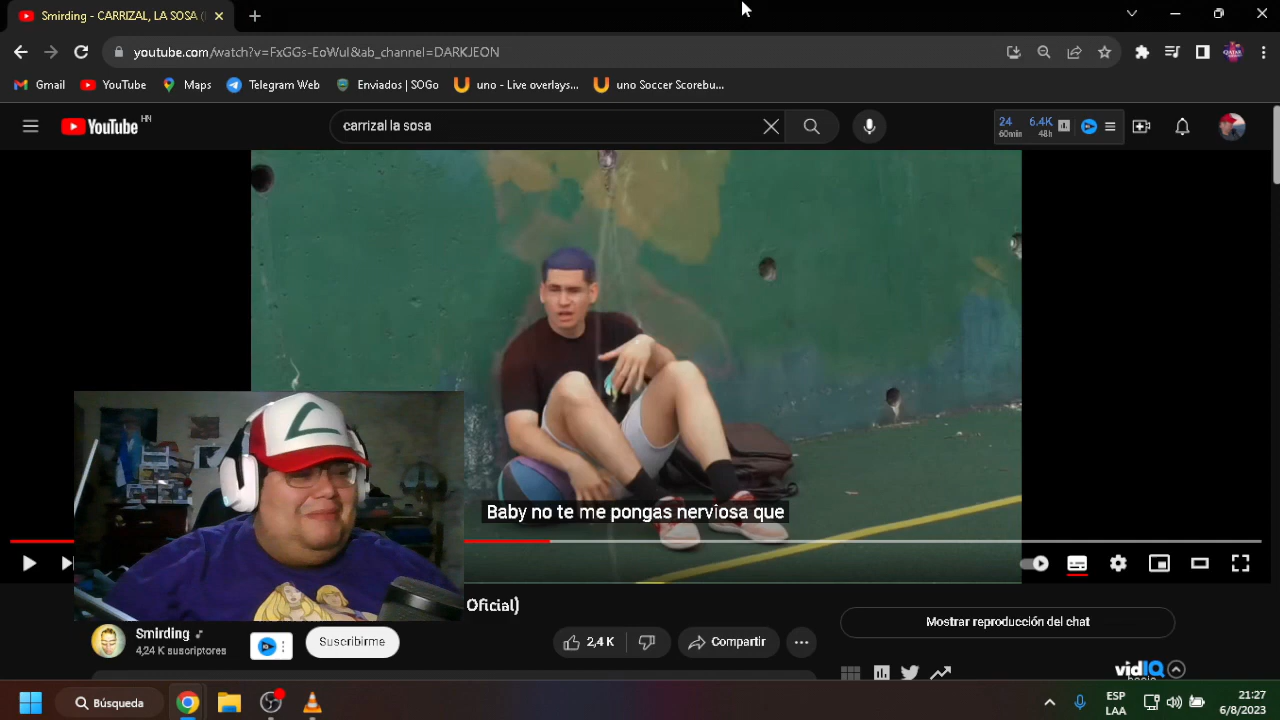 Smirding - CARRIZAL, LA SOSA (
youtube.com/watch?v=FxGGs-EoWuI&ab_channel=DARKJEON
Gmail
YouTube
Maps
Telegram Web
Enviados | SOGo
uno - Live overlays...
uno Soccer Scorebu...
YouTube HN
carrizal la sosa
24 60min
6.4K 48h
Baby no te me pongas nerviosa que
Oficial)
Smirding
4,24 K suscriptores
Suscribirme
2,4 K
Compartir
Mostrar reproducción del chat
vidIQ
Búsqueda
ESP
LAA
21:27
6/8/2023